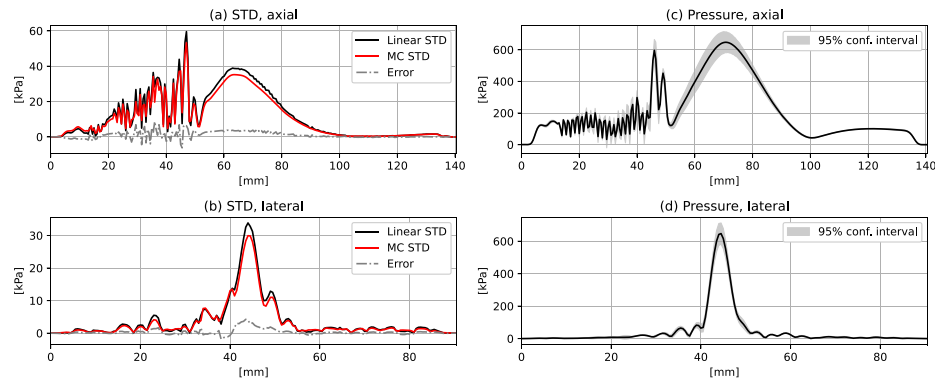 (a) STD, axial
[kPa]
60
40
20
0
Linear STD
MC STD
Error
0 20 40 60 80 100 120 140
[mm]
(c) Pressure, axial
[kPa]
600
400
200
0
95% conf. interval
0 20 40 60 80 100 120 140
[mm]
(b) STD, lateral
[kPa]
30
20
10
0
Linear STD
MC STD
Error
0 20 40 60 80
[mm]
(d) Pressure, lateral
[kPa]
600
400
200
0
95% conf. interval
0 20 40 60 80
[mm]